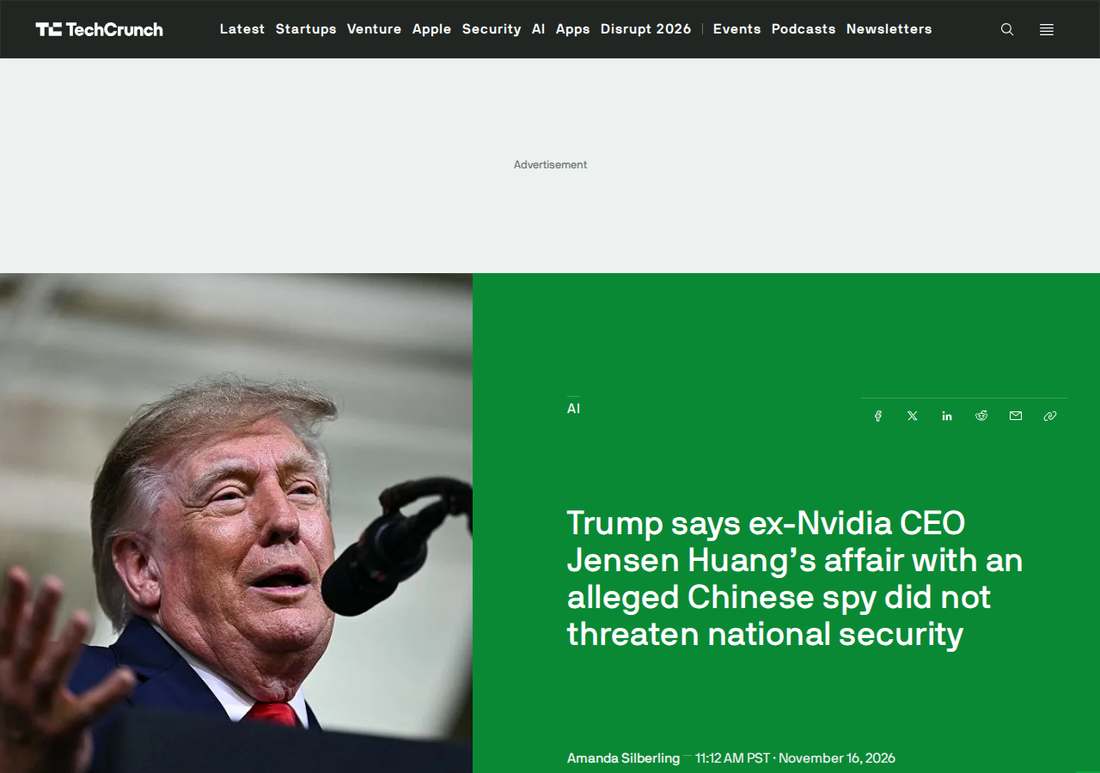 TechCrunch
Latest Startups Venture Apple Security AI Apps Disrupt 2026 | Events Podcasts Newsletters
Advertisement
AI
Trump says ex-Nvidia CEO
Jensen Huang’s affair with an
alleged Chinese spy did not
threaten national security
Amanda Silberling — 11:12 AM PST · November 16, 2026